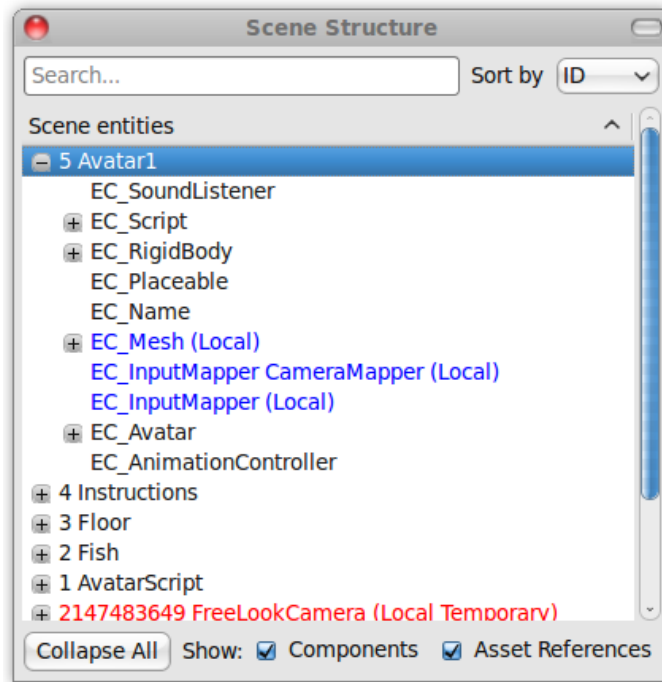 Scene Structure
Search... Sort by ID
Scene entities
5 Avatar1
EC_SoundListener
EC_Script
EC_RigidBody
EC_Placeable
EC_Name
EC_Mesh (Local)
EC_InputMapper CameraMapper (Local)
EC_InputMapper (Local)
EC_Avatar
EC_AnimationController
4 Instructions
3 Floor
2 Fish
1 AvatarScript
2147483649 FreeLookCamera (Local Temporary)
Collapse All Show: Components Asset References